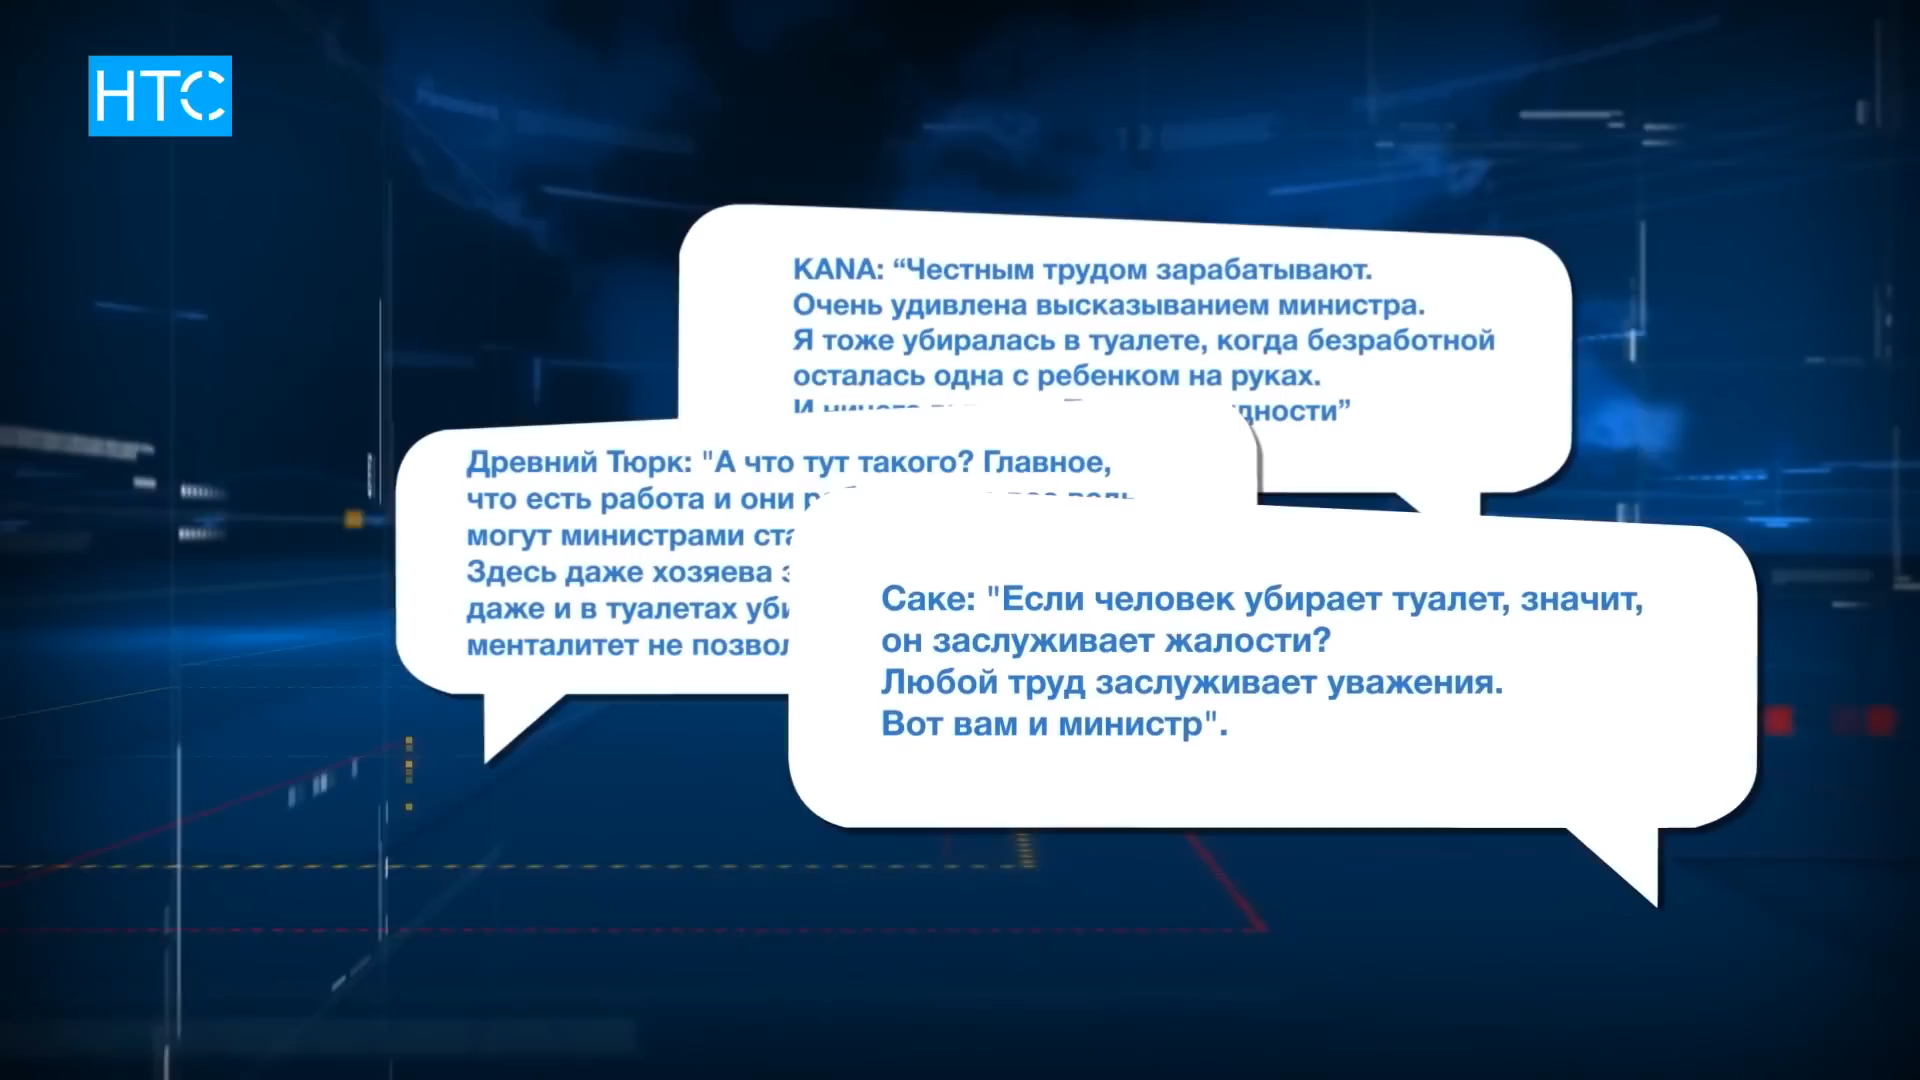 НТС
KANA: “Честным трудом зарабатывают.
Очень удивлена высказыванием министра.
Я тоже убиралась в туалете, когда безработной
осталась одна с ребенком на руках.
И
Древний Тюрк: "А что тут такого? Главное,
что есть работа и они
могут министрами
Здесь даже хозяева
даже и в туалетах
менталитет не
Саке: "Если человек убирает туалет, значит,
он заслуживает жалости?
Любой труд заслуживает уважения.
Вот вам и министр".